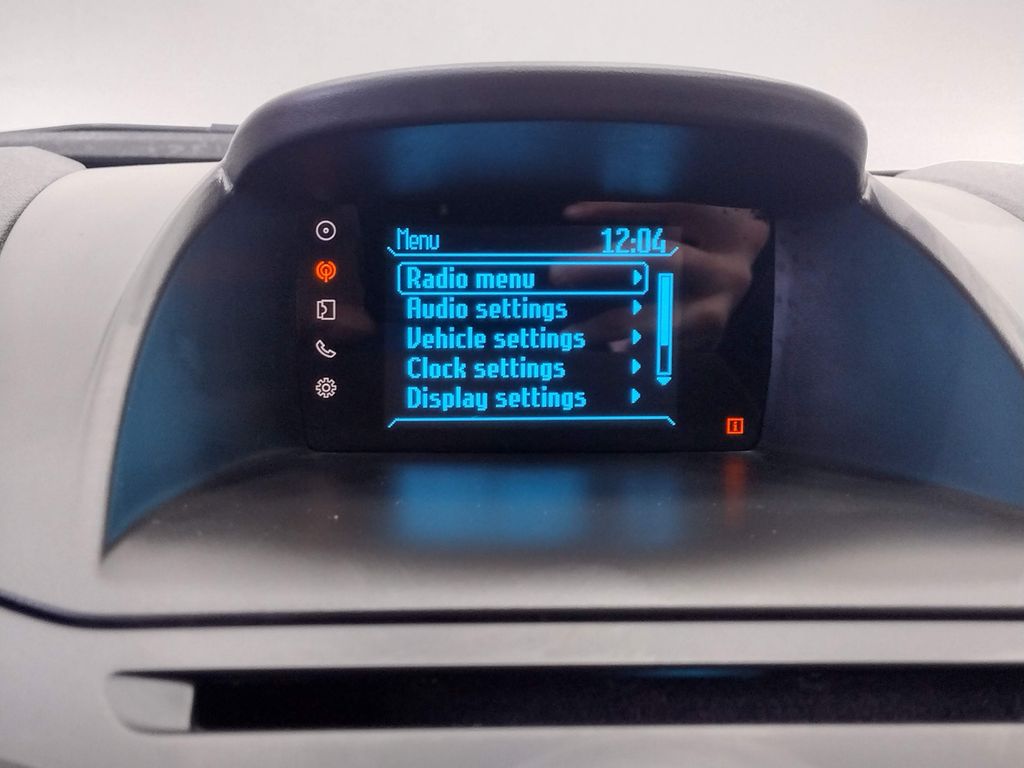 Menu 12:04
Radio menu
Audio settings
Vehicle settings
Clock settings
Display settings
i